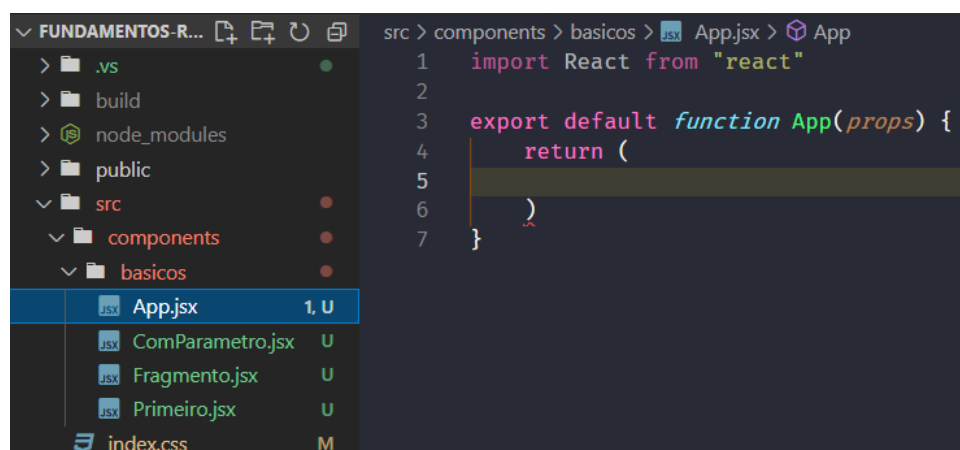 FUNDAMENTOS-R...
.vs
build
node_modules
public
src
components
basicos
App.jsx 1, U
ComParametro.jsx U
Fragmento.jsx U
Primeiro.jsx U
index.css M
src > components > basicos > App.jsx > App
1 import React from "react"
2
3 export default function App(props) {
4 return (
5
6 )
7 }